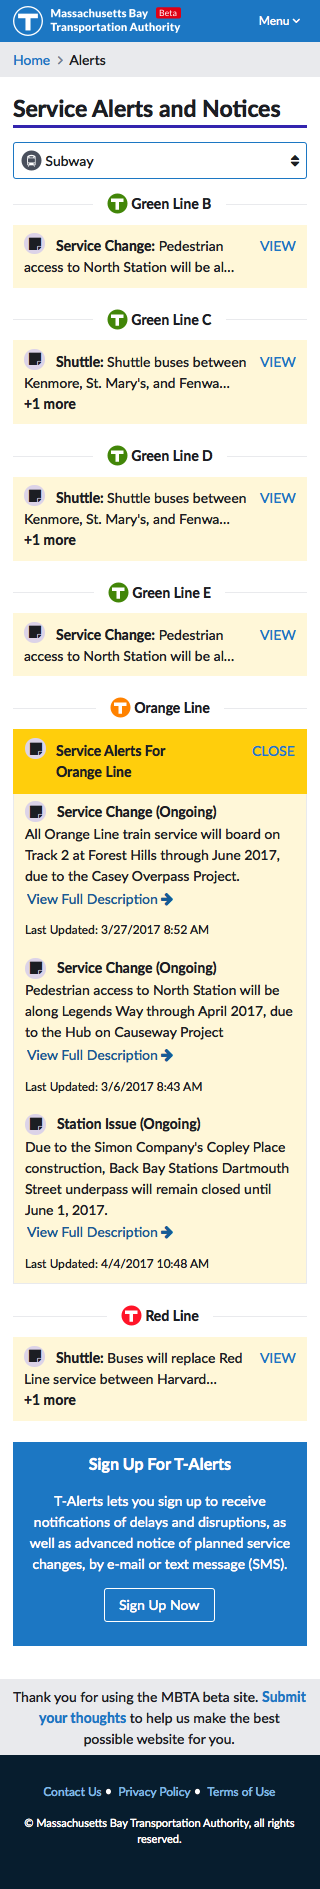 Massachusetts Bay Beta
Transportation Authority
Menu
Home > Alerts
Service Alerts and Notices
Subway
T Green Line B
Service Change: Pedestrian
access to North Station will be al...
VIEW
T Green Line C
Shuttle: Shuttle buses between
Kenmore, St. Mary's, and Fenwa...
+1 more
VIEW
T Green Line D
Shuttle: Shuttle buses between
Kenmore, St. Mary's, and Fenwa...
+1 more
VIEW
T Green Line E
Service Change: Pedestrian
access to North Station will be al...
VIEW
T Orange Line
Service Alerts For
Orange Line
CLOSE
Service Change (Ongoing)
All Orange Line train service will board on
Track 2 at Forest Hills through June 2017,
due to the Casey Overpass Project.
View Full Description
Last Updated: 3/27/2017 8:52 AM
Service Change (Ongoing)
Pedestrian access to North Station will be
along Legends Way through April 2017, due
to the Hub on Causeway Project
View Full Description
Last Updated: 3/6/2017 8:43 AM
Station Issue (Ongoing)
Due to the Simon Company's Copley Place
construction, Back Bay Stations Dartmouth
Street underpass will remain closed until
June 1, 2017.
View Full Description
Last Updated: 4/4/2017 10:48 AM
T Red Line
Shuttle: Buses will replace Red
Line service between Harvard...
+1 more
VIEW
Sign Up For T-Alerts
T-Alerts lets you sign up to receive
notifications of delays and disruptions, as
well as advanced notice of planned service
changes, by e-mail or text message (SMS).
Sign Up Now
Thank you for using the MBTA beta site. Submit
your thoughts to help us make the best
possible website for you.
Contact Us • Privacy Policy • Terms of Use
© Massachusetts Bay Transportation Authority, all rights
reserved.